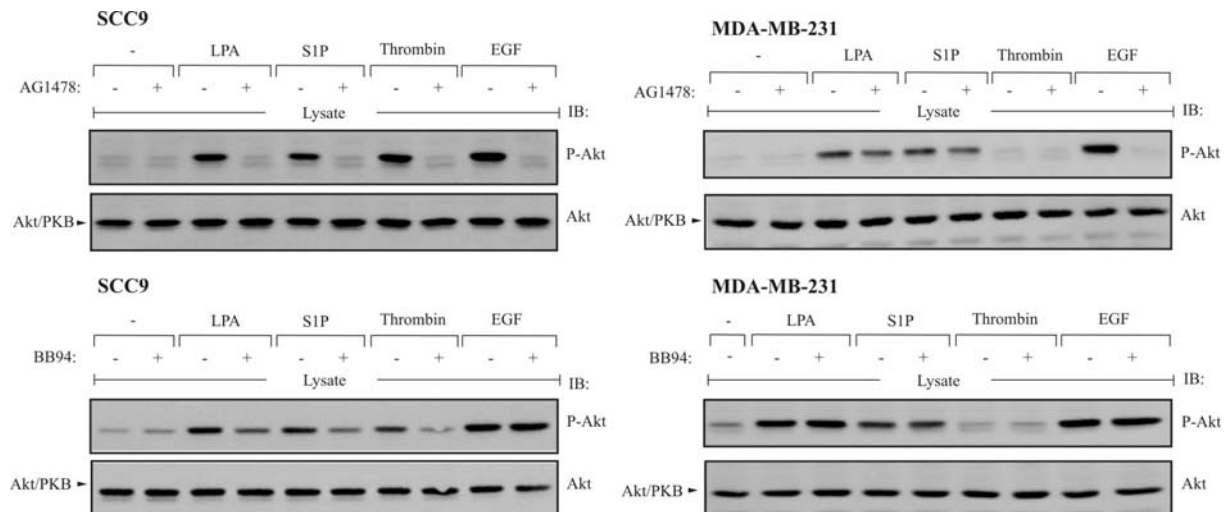 SCC9
- LPA S1P Thrombin EGF
AG1478: - + - + - + - + - +
Lysate IB:
P-Akt
Akt/PKB Akt
MDA-MB-231
- LPA S1P Thrombin EGF
AG1478: - + - + - + - + - +
Lysate IB:
P-Akt
Akt/PKB Akt
SCC9
- LPA S1P Thrombin EGF
BB94: - + - + - + - + - +
Lysate IB:
P-Akt
Akt/PKB Akt
MDA-MB-231
- LPA S1P Thrombin EGF
BB94: - - + - + - + - +
Lysate IB:
P-Akt
Akt/PKB Akt